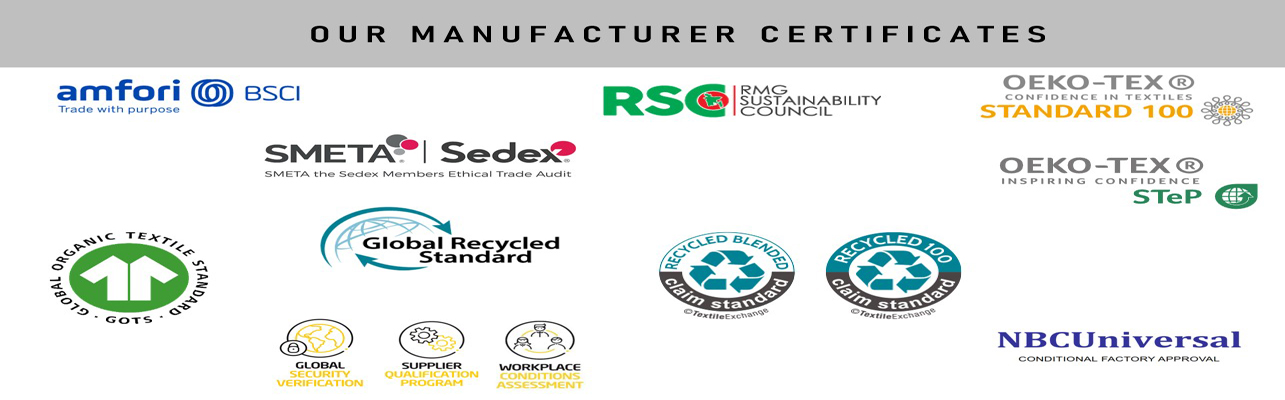 OUR MANUFACTURER CERTIFICATES
amfori BSCI
Trade with purpose
RSC RMG
SUSTAINABILITY
COUNCIL
OEKO-TEX®
CONFIDENCE IN TEXTILES
STANDARD 100
SMETA | Sedex
SMETA the Sedex Members Ethical Trade Audit
OEKO-TEX®
INSPIRING CONFIDENCE
STeP
GLOBAL ORGANIC TEXTILE STANDARD
· GOTS ·
Global Recycled
Standard
RECYCLED BLENDED
claim standard
©TextileExchange
RECYCLED 100
claim standard
©TextileExchange
GLOBAL
SECURITY
VERIFICATION
SUPPLIER
QUALIFICATION
PROGRAM
WORKPLACE
CONDITIONS
ASSESSMENT
NBCUniversal
CONDITIONAL FACTORY APPROVAL